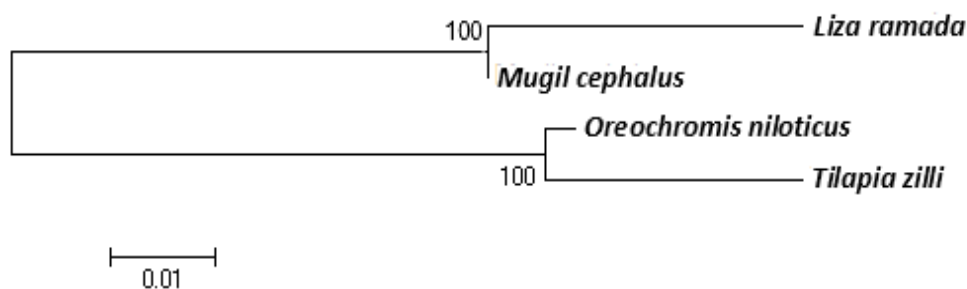 100
Liza ramada
Mugil cephalus
Oreochromis niloticus
100
Tilapia zilli
0.01